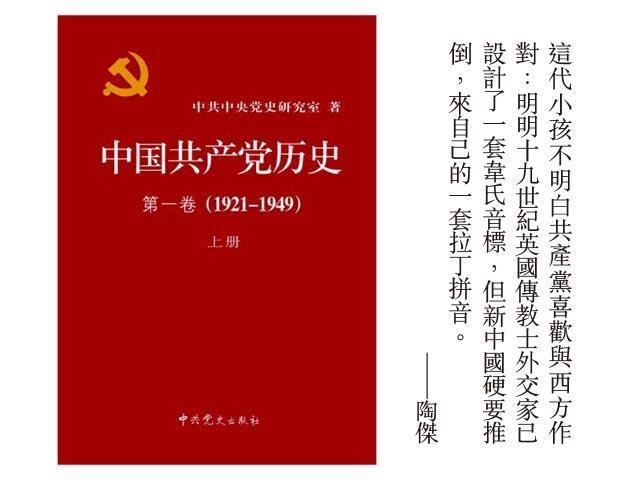 中共中央党史研究室 著
中国共产党历史
第一卷(1921-1949)
上册
中共党史出版社
這代小孩不明白共產黨喜歡與西方作
對：明明十九世紀英國傳教士外交家已
設計了一套韋氏音標，但新中國硬要推
倒，來自己的一套拉丁拼音。
——陶傑